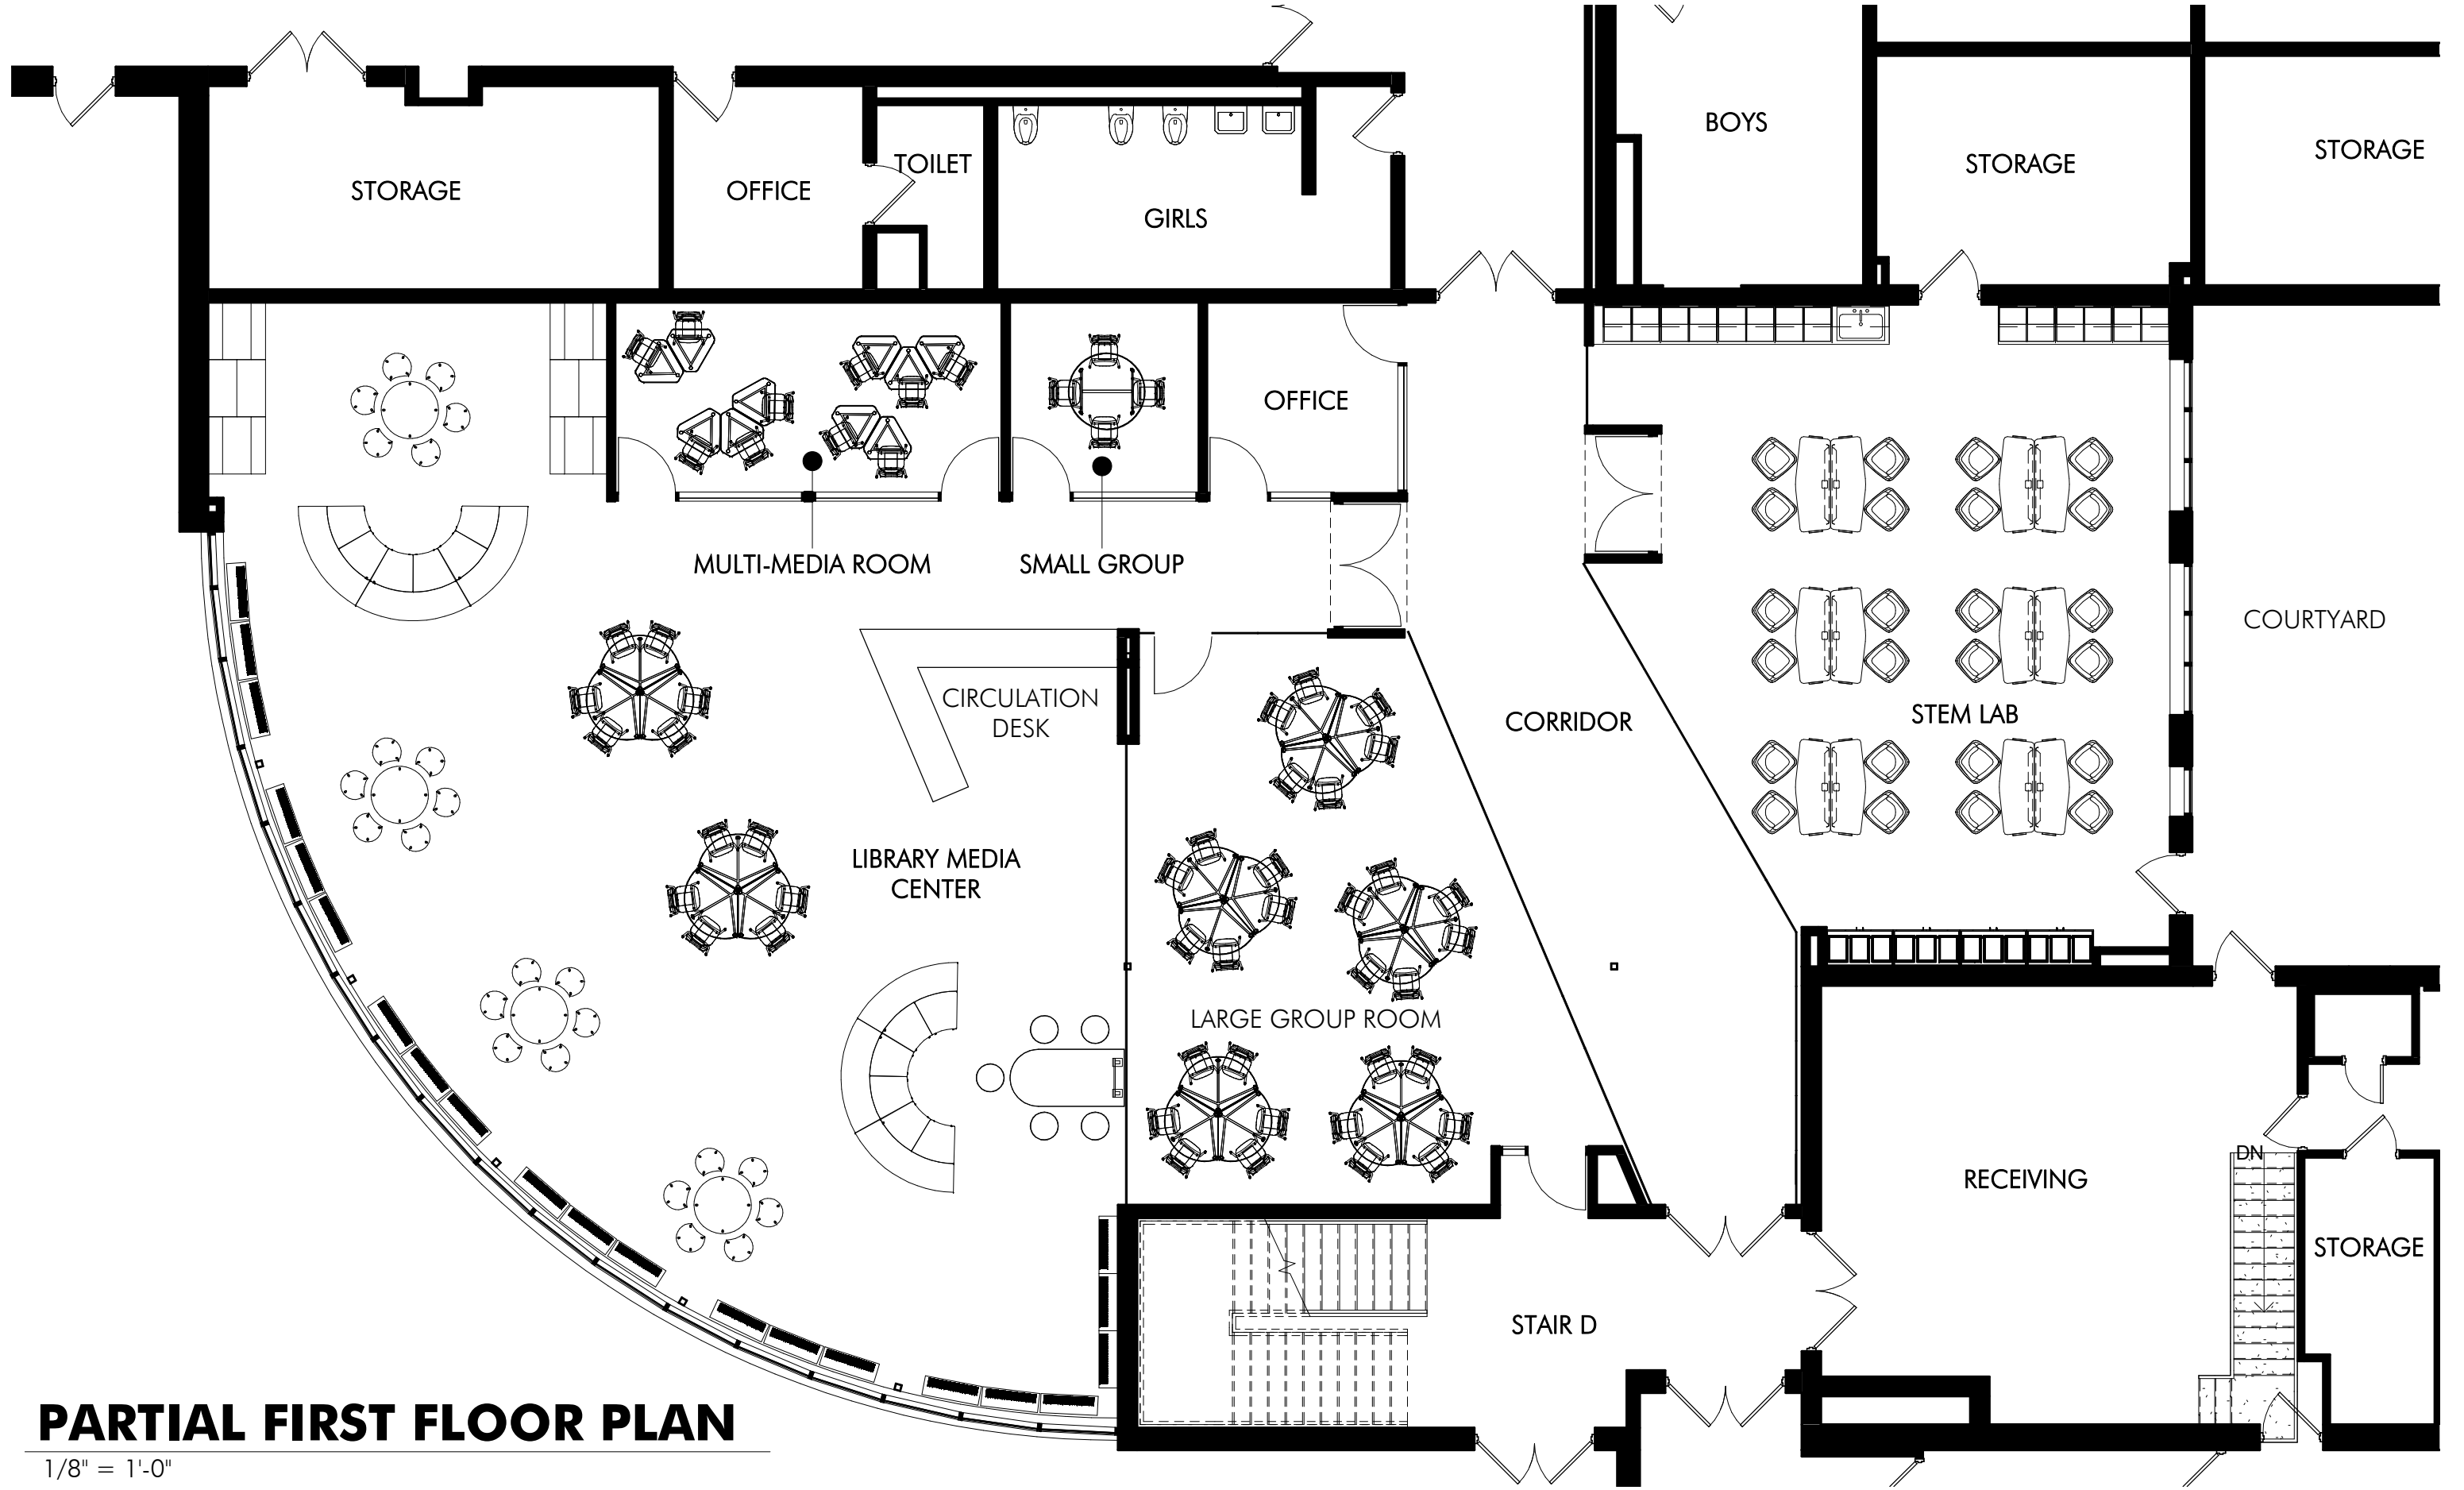 BOYS
STORAGE
STORAGE
STORAGE
OFFICE
TOILET
GIRLS
OFFICE
MULTI-MEDIA ROOM
SMALL GROUP
COURTYARD
CIRCULATION
DESK
CORRIDOR
STEM LAB
LIBRARY MEDIA
CENTER
LARGE GROUP ROOM
DN
RECEIVING
STORAGE
STAIR D
PARTIAL FIRST FLOOR PLAN
1/8" = 1'-0"